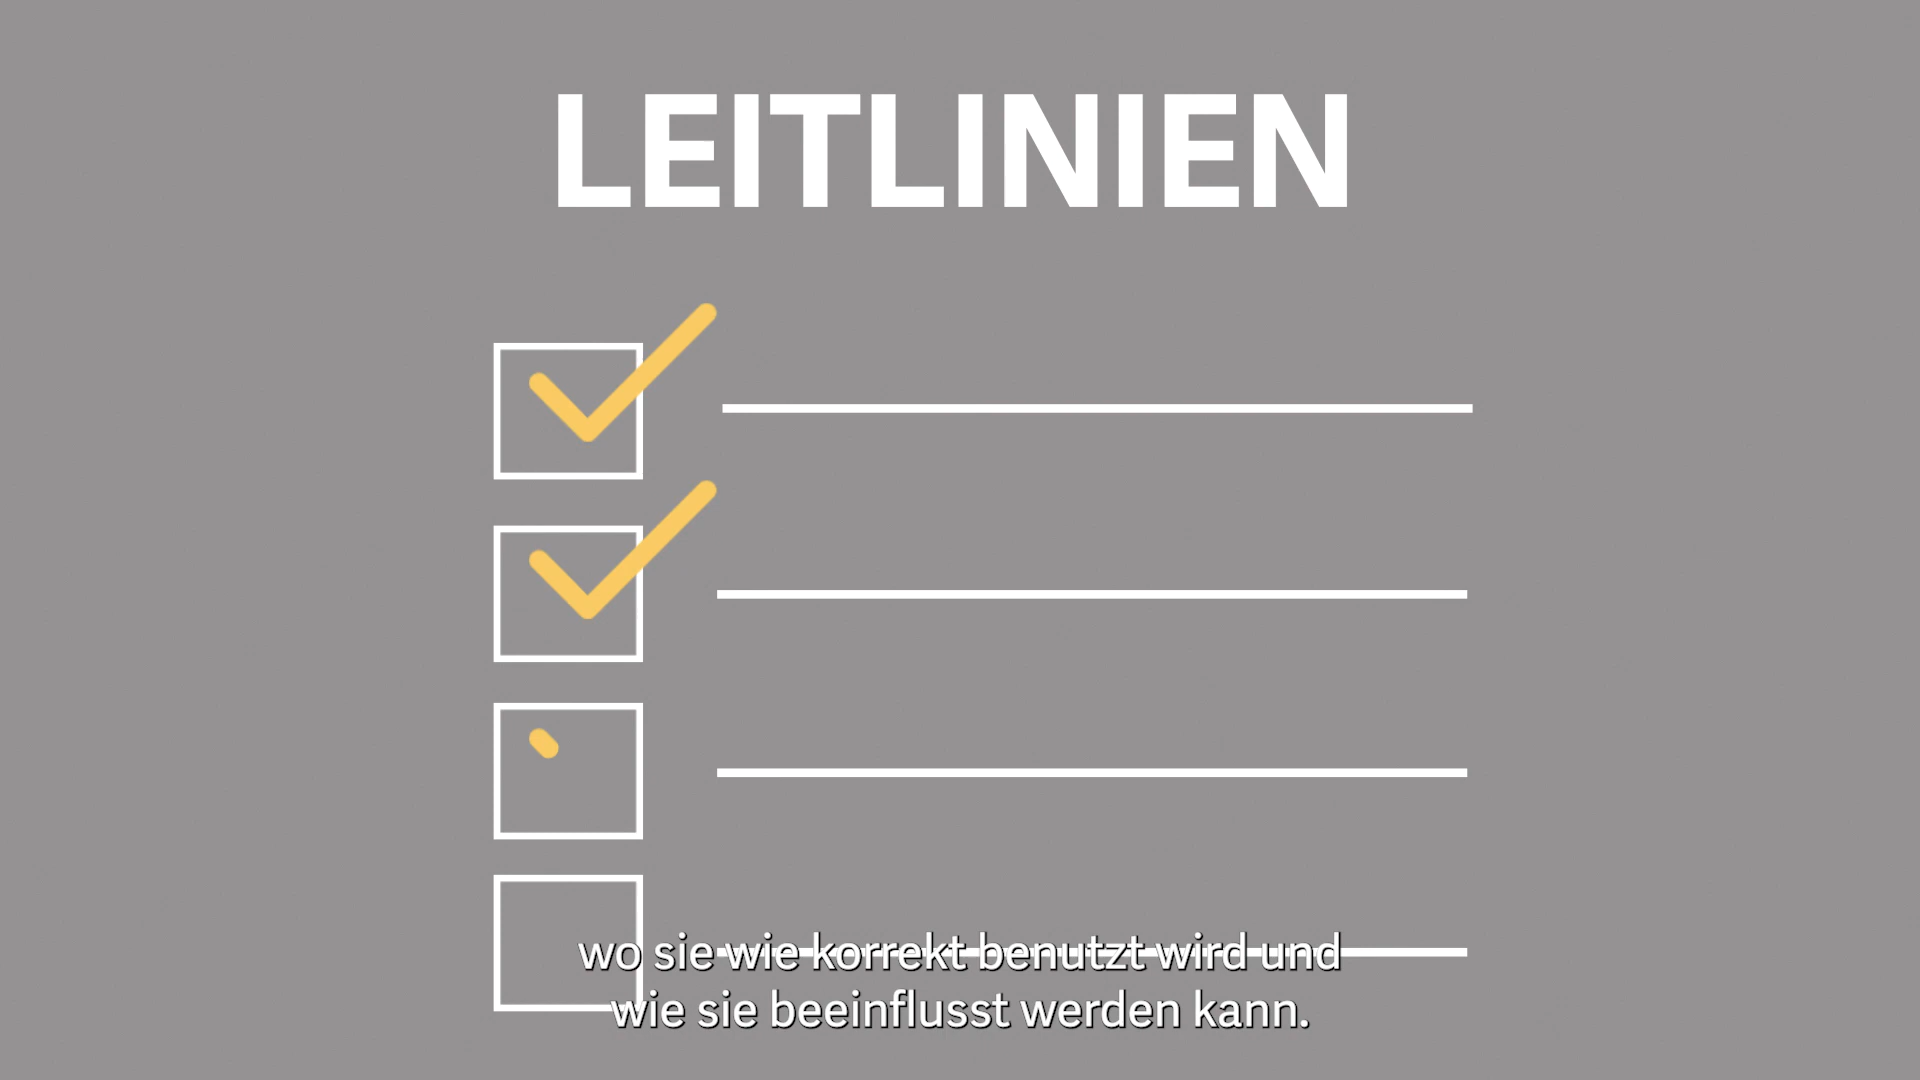 LEITLINIEN
wo sie wie korrekt benutzt wird und
wie sie beeinflusst werden kann.